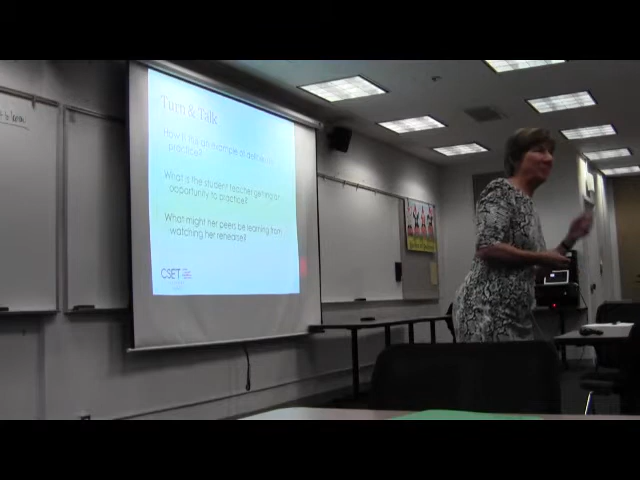 Turn & Talk
How is this an example of deliberate
practice?
What is the student teacher getting an
opportunity to practice?
What might her peers be learning from
watching her rehearse?
CSET